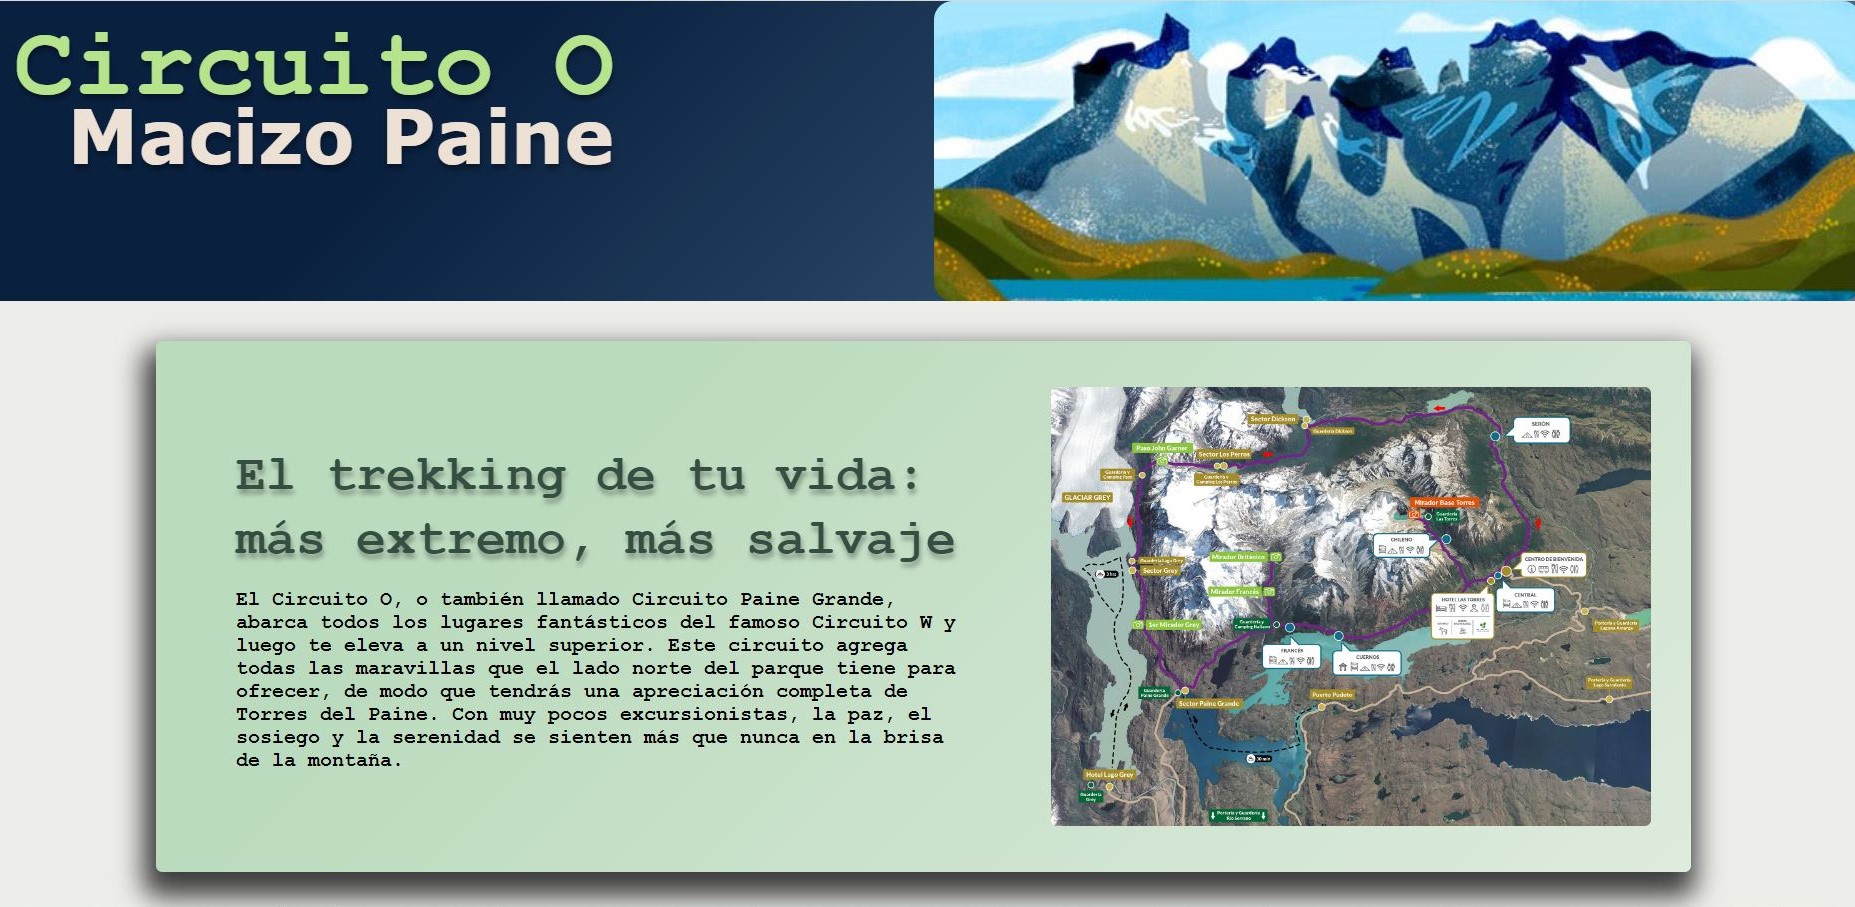 Circuito O
Macizo Paine
El trekking de tu vida:
más extremo, más salvaje
El Circuito O, o también llamado Circuito Paine Grande,
abarca todos los lugares fantásticos del famoso Circuito W y
luego te eleva a un nivel superior. Este circuito agrega
todas las maravillas que el lado norte del parque tiene para
ofrecer, de modo que tendrás una apreciación completa de
Torres del Paine. Con muy pocos excursionistas, la paz, el
sosiego y la serenidad se sienten más que nunca en la brisa
de la montaña.
Sector Dickson
Guardería Dickson
SERÓN
Paso John Garner
Sector Los Perros
Guardería y
Camping Paso
Guardería y
Camping Los Perros
GLACIAR GREY
Mirador Base Torres
Guardería
Las Torres
CHILENO
Mirador Británico
CENTRO DE BIENVENIDA
Guardería Lago Grey
Sector Grey
3 hrs
Mirador Francés
HOTEL LAS TORRES
CENTRAL
1er Mirador Grey
Guardería y
Camping Italiano
Portería y Guardería
Laguna Amarga
FRANCÉS
CUERNOS
Guardería
Paine Grande
Sector Paine Grande
Puerto Pudeto
Portería y Guardería
Lago Sarmiento
30 min
Hotel Lago Grey
Guardería
Grey
Portería y Guardería
Río Serrano